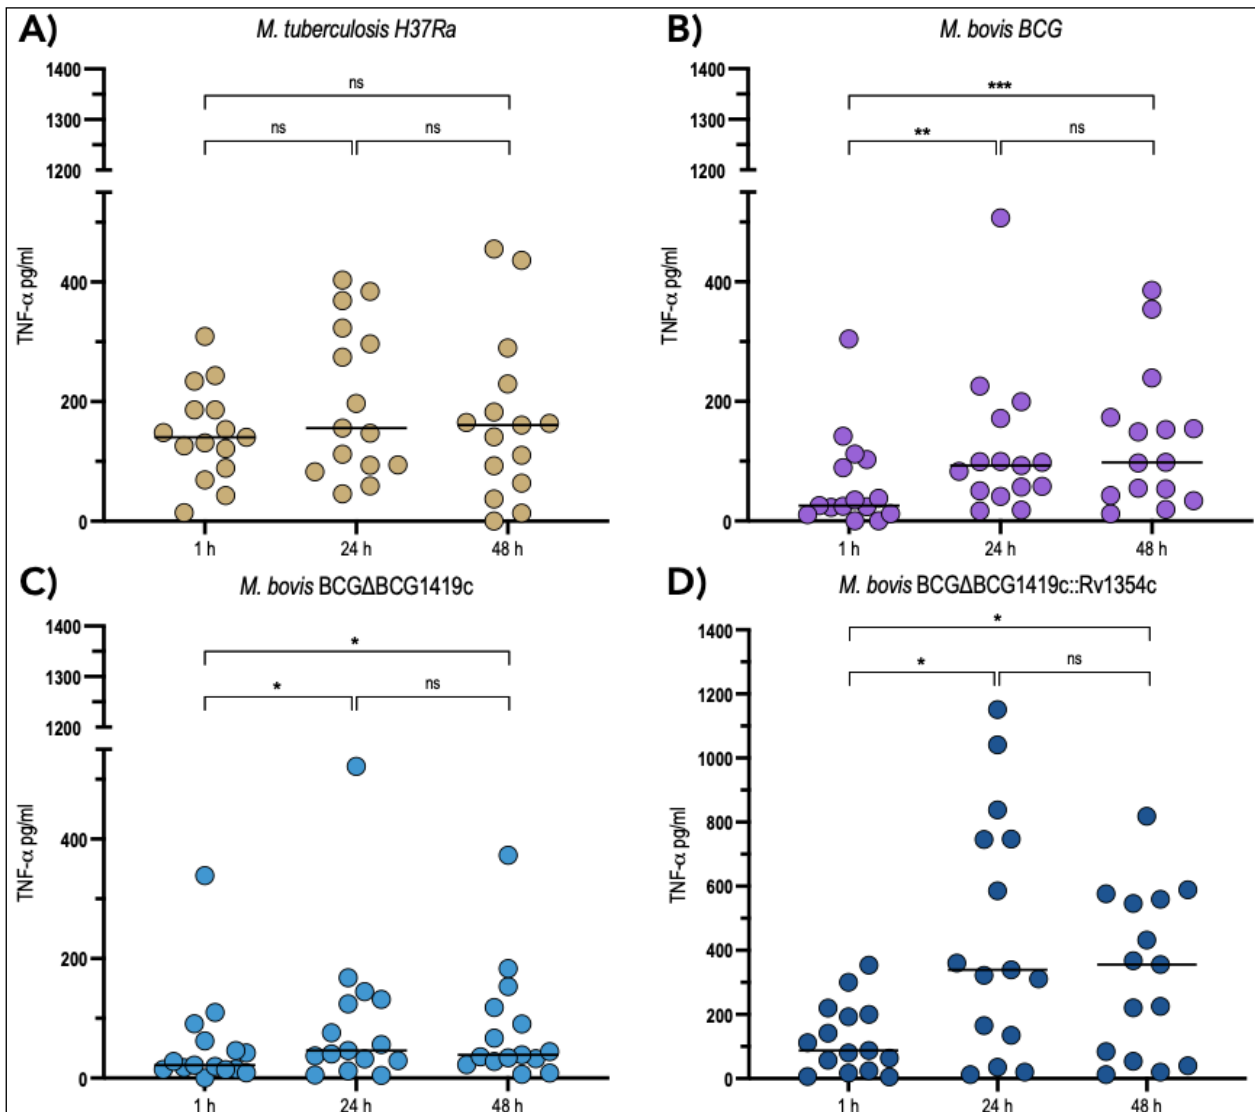 A)
M. tuberculosis H37Ra
1400
1300
1200
400
200
0
TNF-α pg/ml
ns
ns
ns
1 h
24 h
48 h
B)
M. bovis BCG
1400
1300
1200
400
200
0
TNF-α pg/ml
***
**
ns
1 h
24 h
48 h
C)
M. bovis BCGΔBCG1419c
1400
1300
1200
400
200
0
TNF-α pg/ml
*
*
ns
1 h
24 h
48 h
D)
M. bovis BCGΔBCG1419c::Rv1354c
1400
1200
1000
800
600
400
200
0
TNF-α pg/ml
*
*
ns
1 h
24 h
48 h